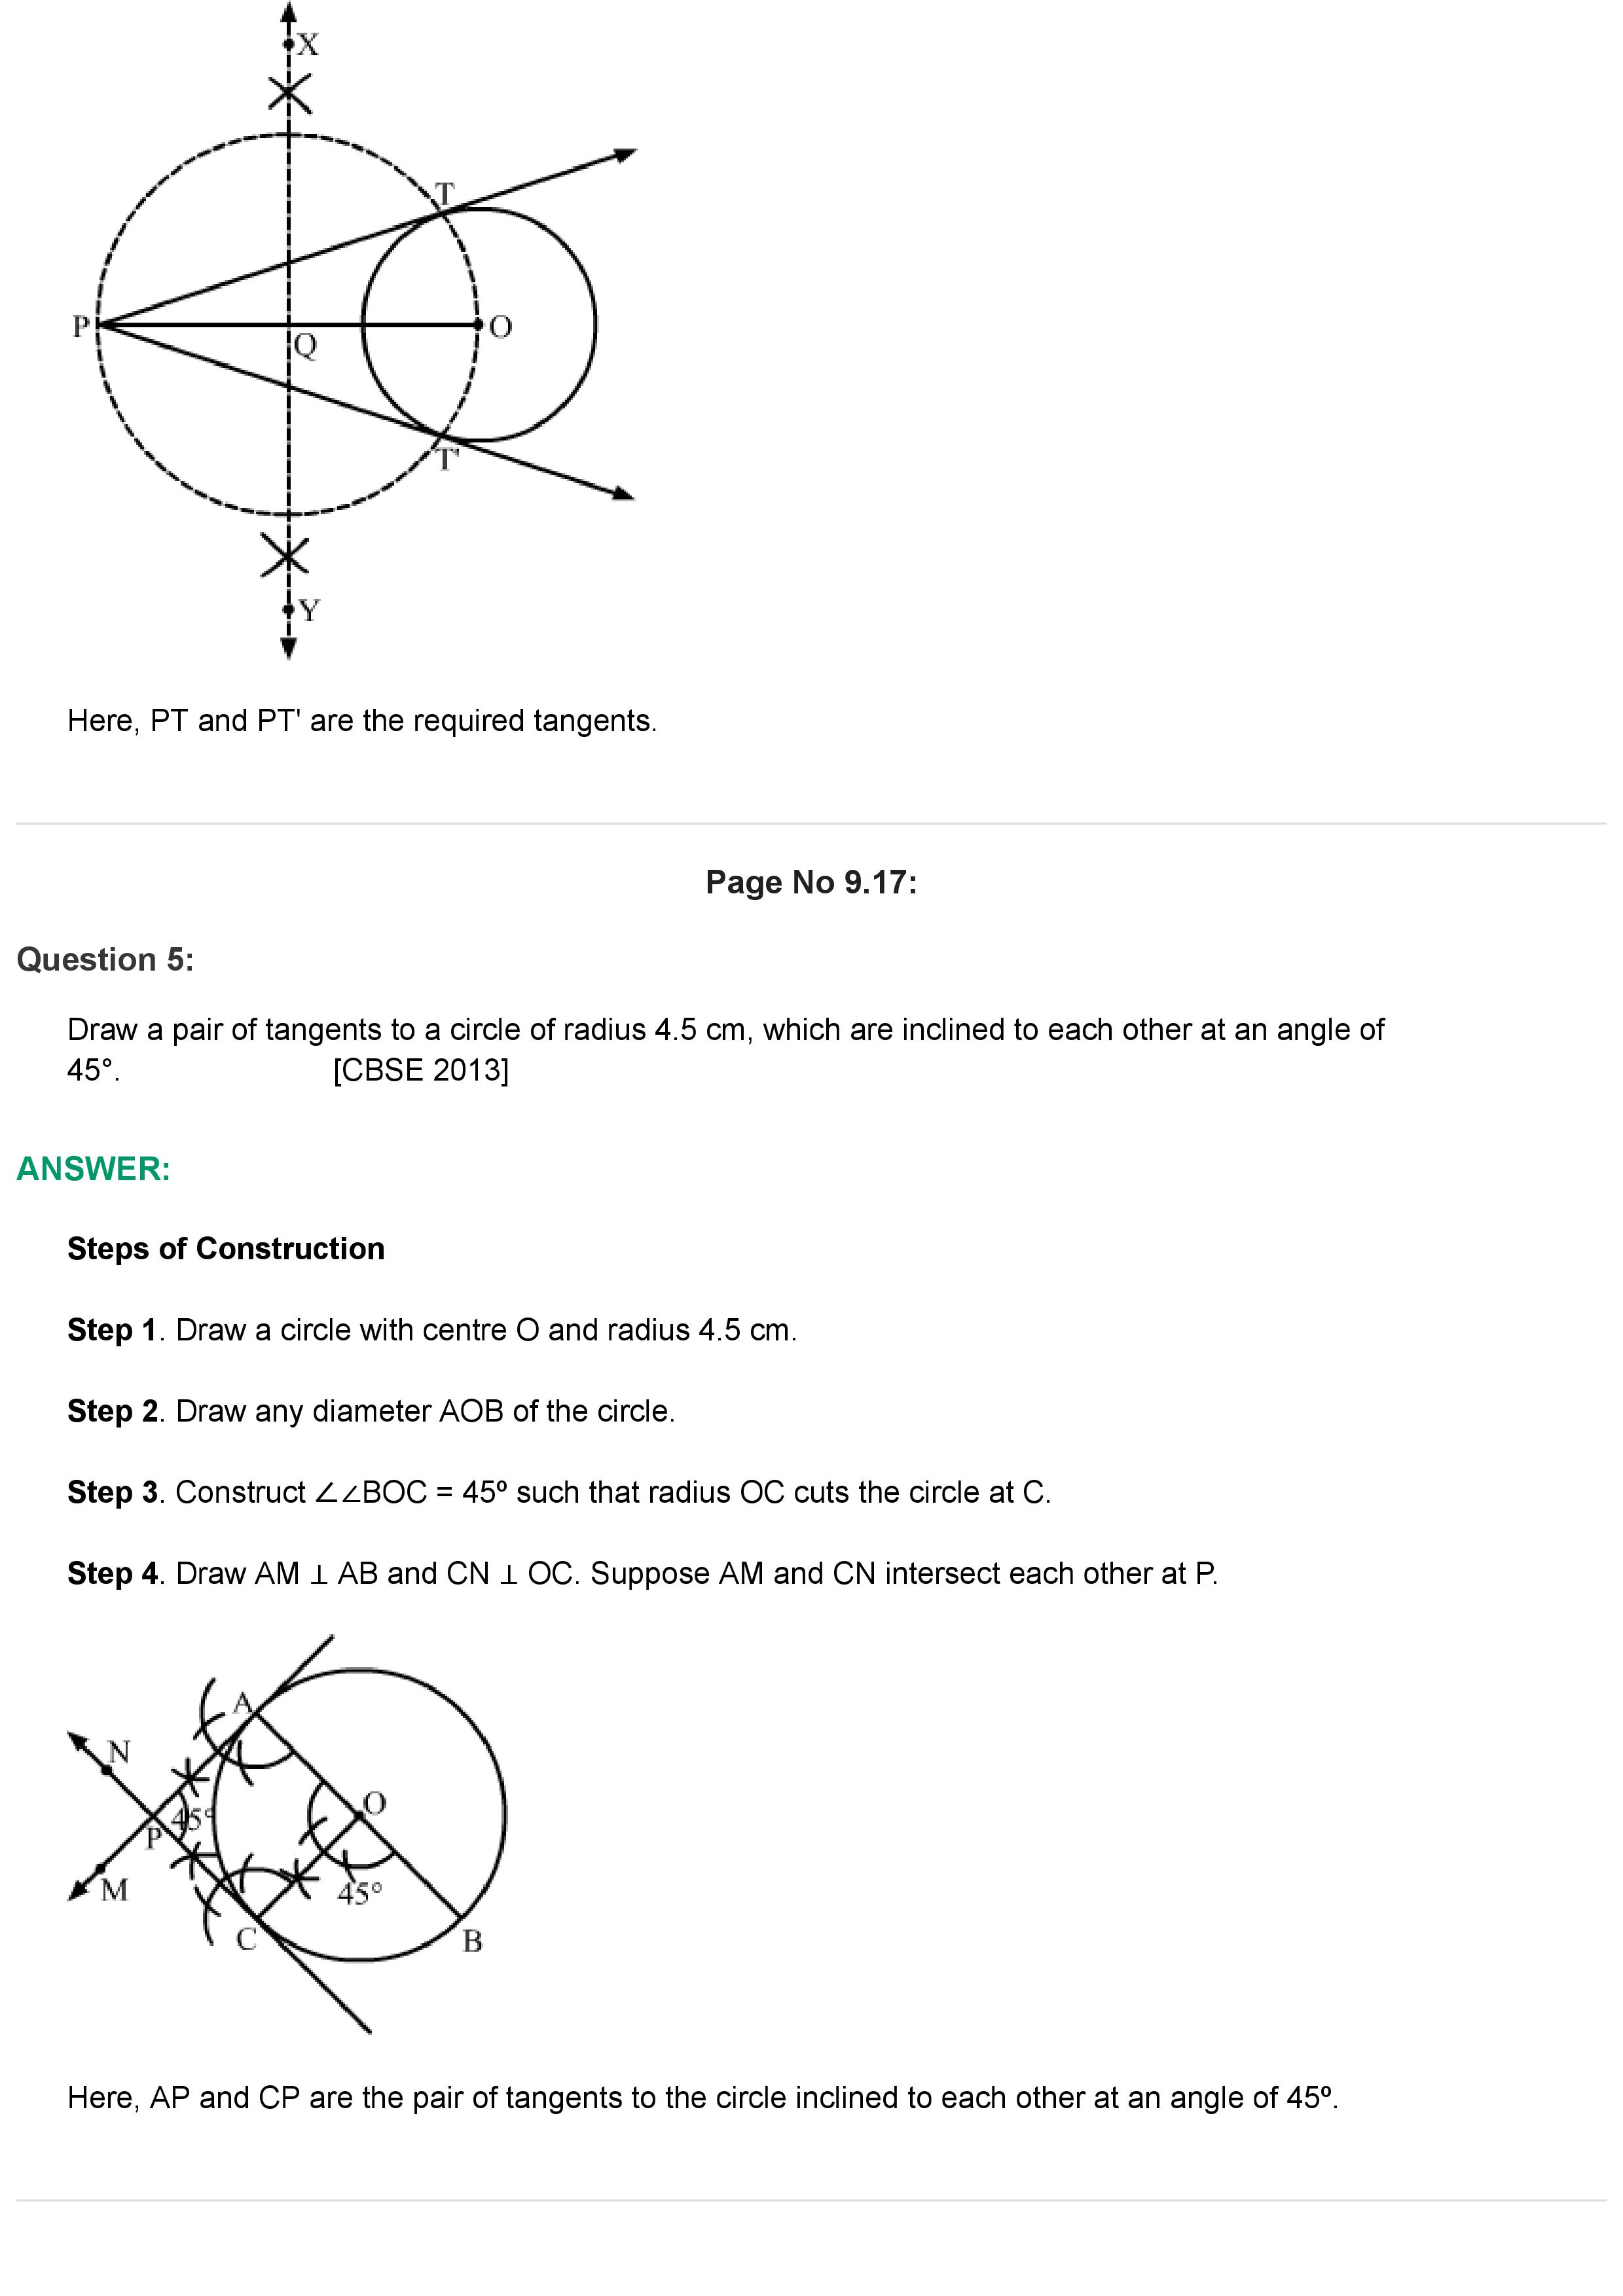 X
T
P
Q
O
T'
Y
Here, PT and PT' are the required tangents.
Page No 9.17:
Question 5:
Draw a pair of tangents to a circle of radius 4.5 cm, which are inclined to each other at an angle of
45°. [CBSE 2013]
ANSWER:
Steps of Construction
Step 1. Draw a circle with centre O and radius 4.5 cm.
Step 2. Draw any diameter AOB of the circle.
Step 3. Construct ∠∠BOC = 45º such that radius OC cuts the circle at C.
Step 4. Draw AM ⊥ AB and CN ⊥ OC. Suppose AM and CN intersect each other at P.
A
N
O
45°
P
M
45°
C
B
Here, AP and CP are the pair of tangents to the circle inclined to each other at an angle of 45º.